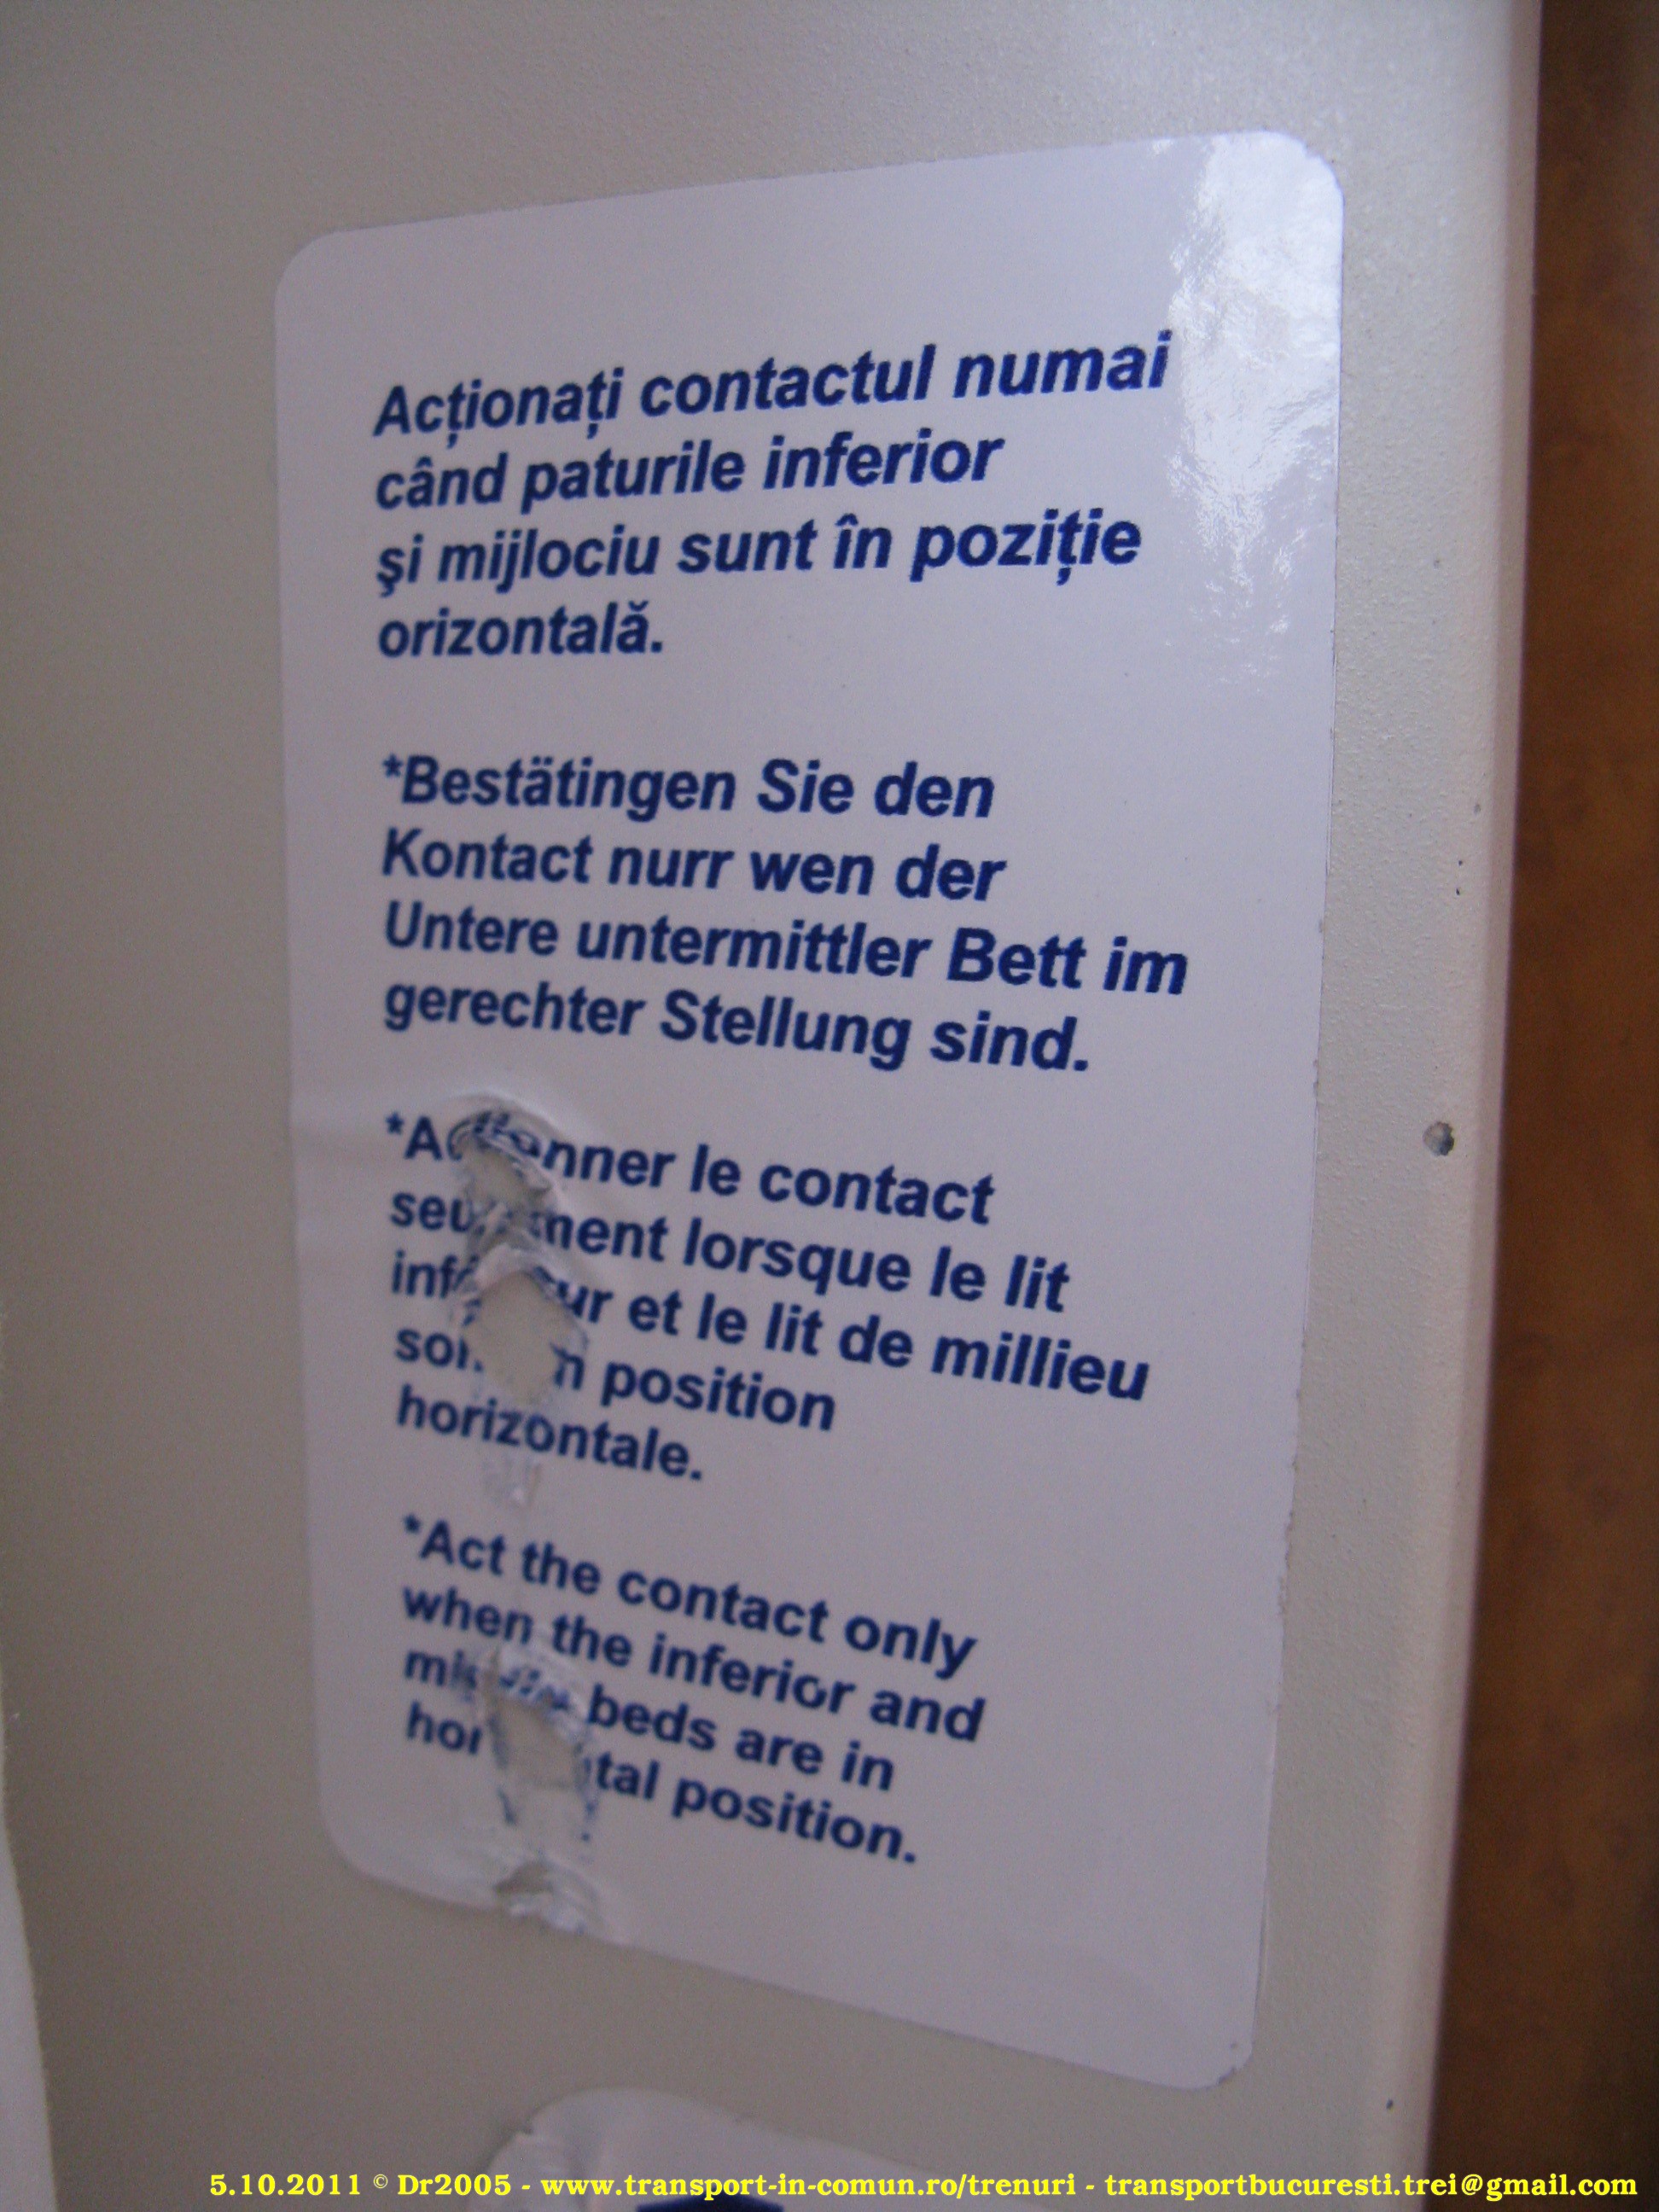 Acționați contactul numai
când paturile inferior
şi mijlociu sunt în poziție
orizontală.
*Bestätingen Sie den
Kontact nurr wen der
Untere untermittler Bett im
gerechter Stellung sind.
le contact
lorsque le lit
et le lit de millieu
position
horizontale.
*Act the contact only
when the inferior and
beds are in
position.
5.10.2011 © Dr2005 - www.transport-in-comun.ro/trenuri - transportbucuresti.trei@gmail.com